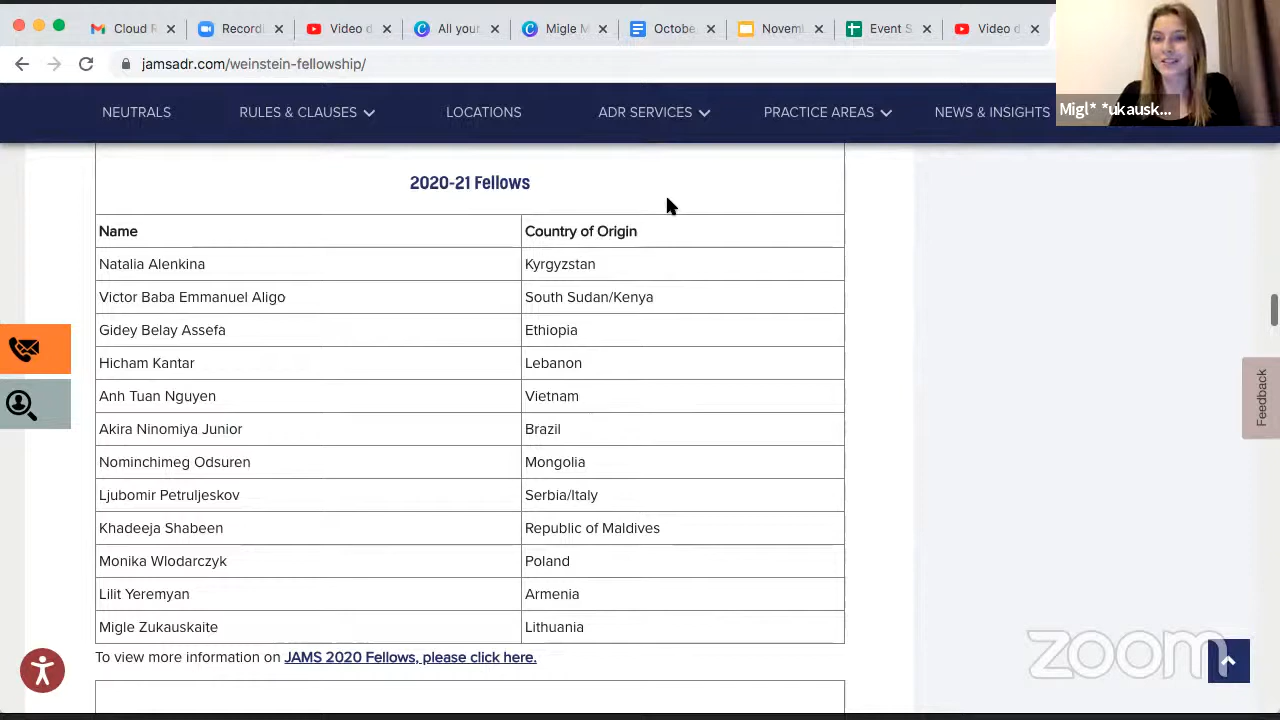 Cloud R
Recordi
Video
All you
Migle M
Octobe
Novem
Event S
Video d
jamsadr.com/weinstein-fellowship/
NEUTRALS
RULES & CLAUSES
LOCATIONS
ADR SERVICES
PRACTICE AREAS
NEWS & INSIGHTS
Migl* *ukausk...
2020-21 Fellows
Name Country of Origin
Natalia Alenkina Kyrgyzstan
Victor Baba Emmanuel Aligo South Sudan/Kenya
Gidey Belay Assefa Ethiopia
Hicham Kantar Lebanon
Anh Tuan Nguyen Vietnam
Akira Ninomiya Junior Brazil
Nominchimeg Odsuren Mongolia
Ljubomir Petruljeskov Serbia/Italy
Khadeeja Shabeen Republic of Maldives
Monika Wlodarczyk Poland
Lilit Yeremyan Armenia
Migle Zukauskaite Lithuania
To view more information on JAMS 2020 Fellows, please click here.
Feedback
zoom